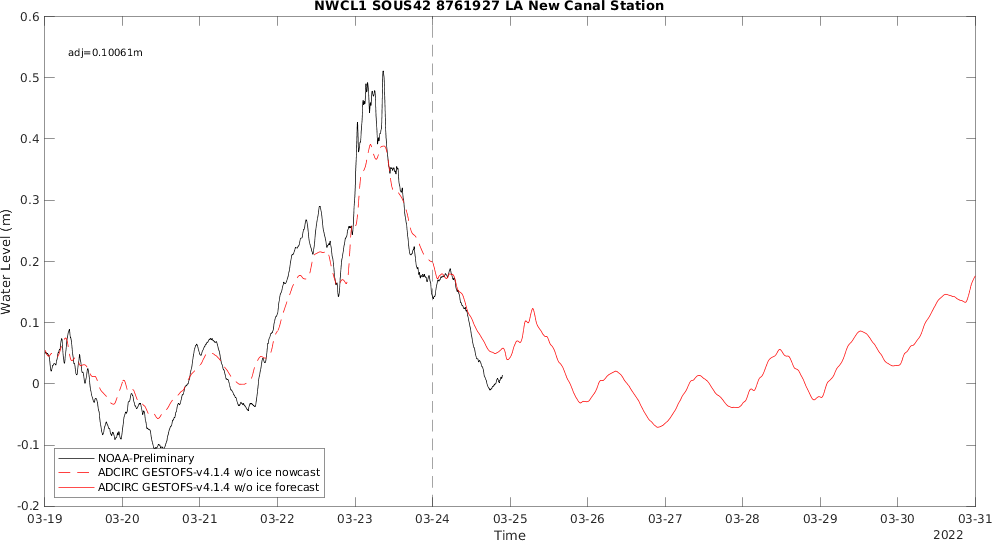 NWCL1 SOUS42 8761927 LA New Canal Station
adj=0.10061m
Water Level (m)
0.6
0.5
0.4
0.3
0.2
0.1
0
-0.1
-0.2
NOAA-Preliminary
ADCIRC GESTOFS-v4.1.4 w/o ice nowcast
ADCIRC GESTOFS-v4.1.4 w/o ice forecast
03-19 03-20 03-21 03-22 03-23 03-24 03-25 03-26 03-27 03-28 03-29 03-30 03-31
Time
2022